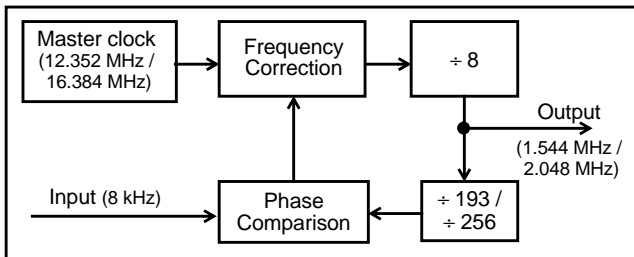 Master clock
(12.352 MHz /
16.384 MHz)
Frequency
Correction
÷ 8
Output
(1.544 MHz /
2.048 MHz)
Input (8 kHz)
Phase
Comparison
÷ 193 /
÷ 256